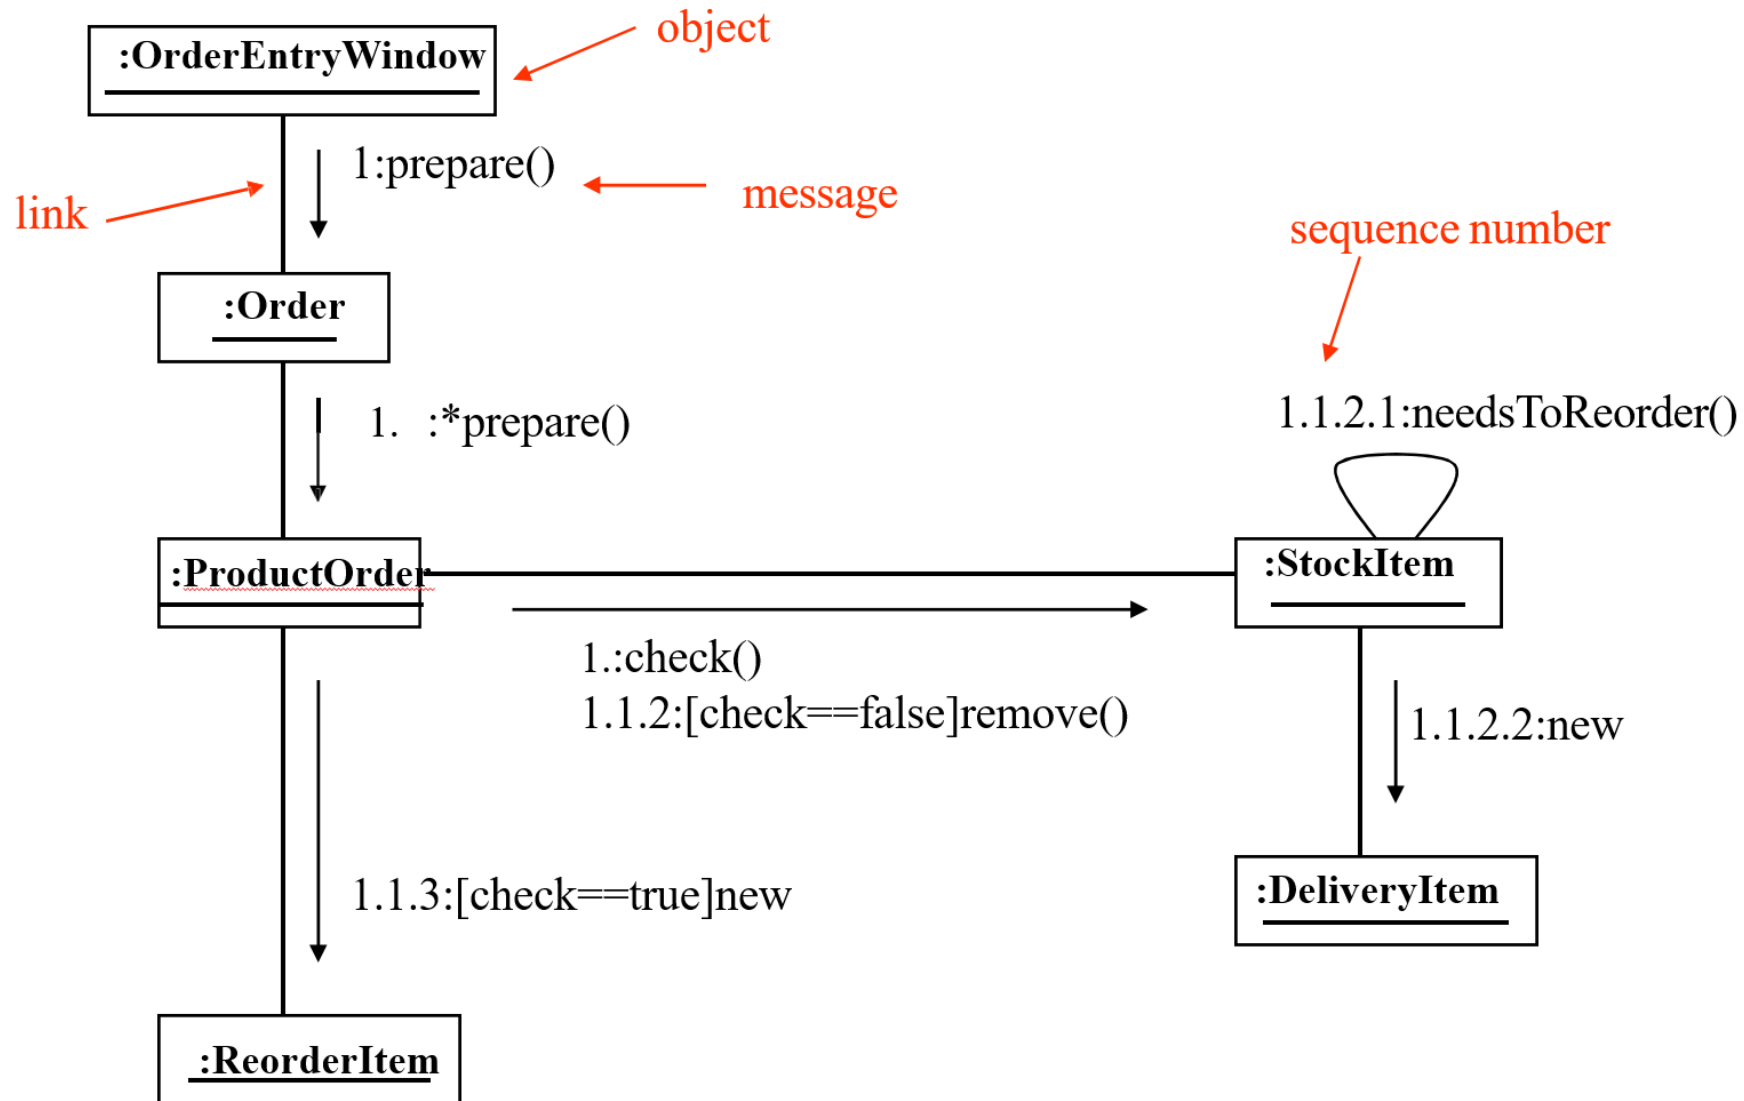 :OrderEntryWindow
object
1:prepare()
message
link
sequence number
:Order
1. :*prepare()
1.1.2.1:needsToReorder()
:ProductOrder
:StockItem
1.:check()
1.1.2:[check==false]remove()
1.1.2.2:new
1.1.3:[check==true]new
:DeliveryItem
:ReorderItem